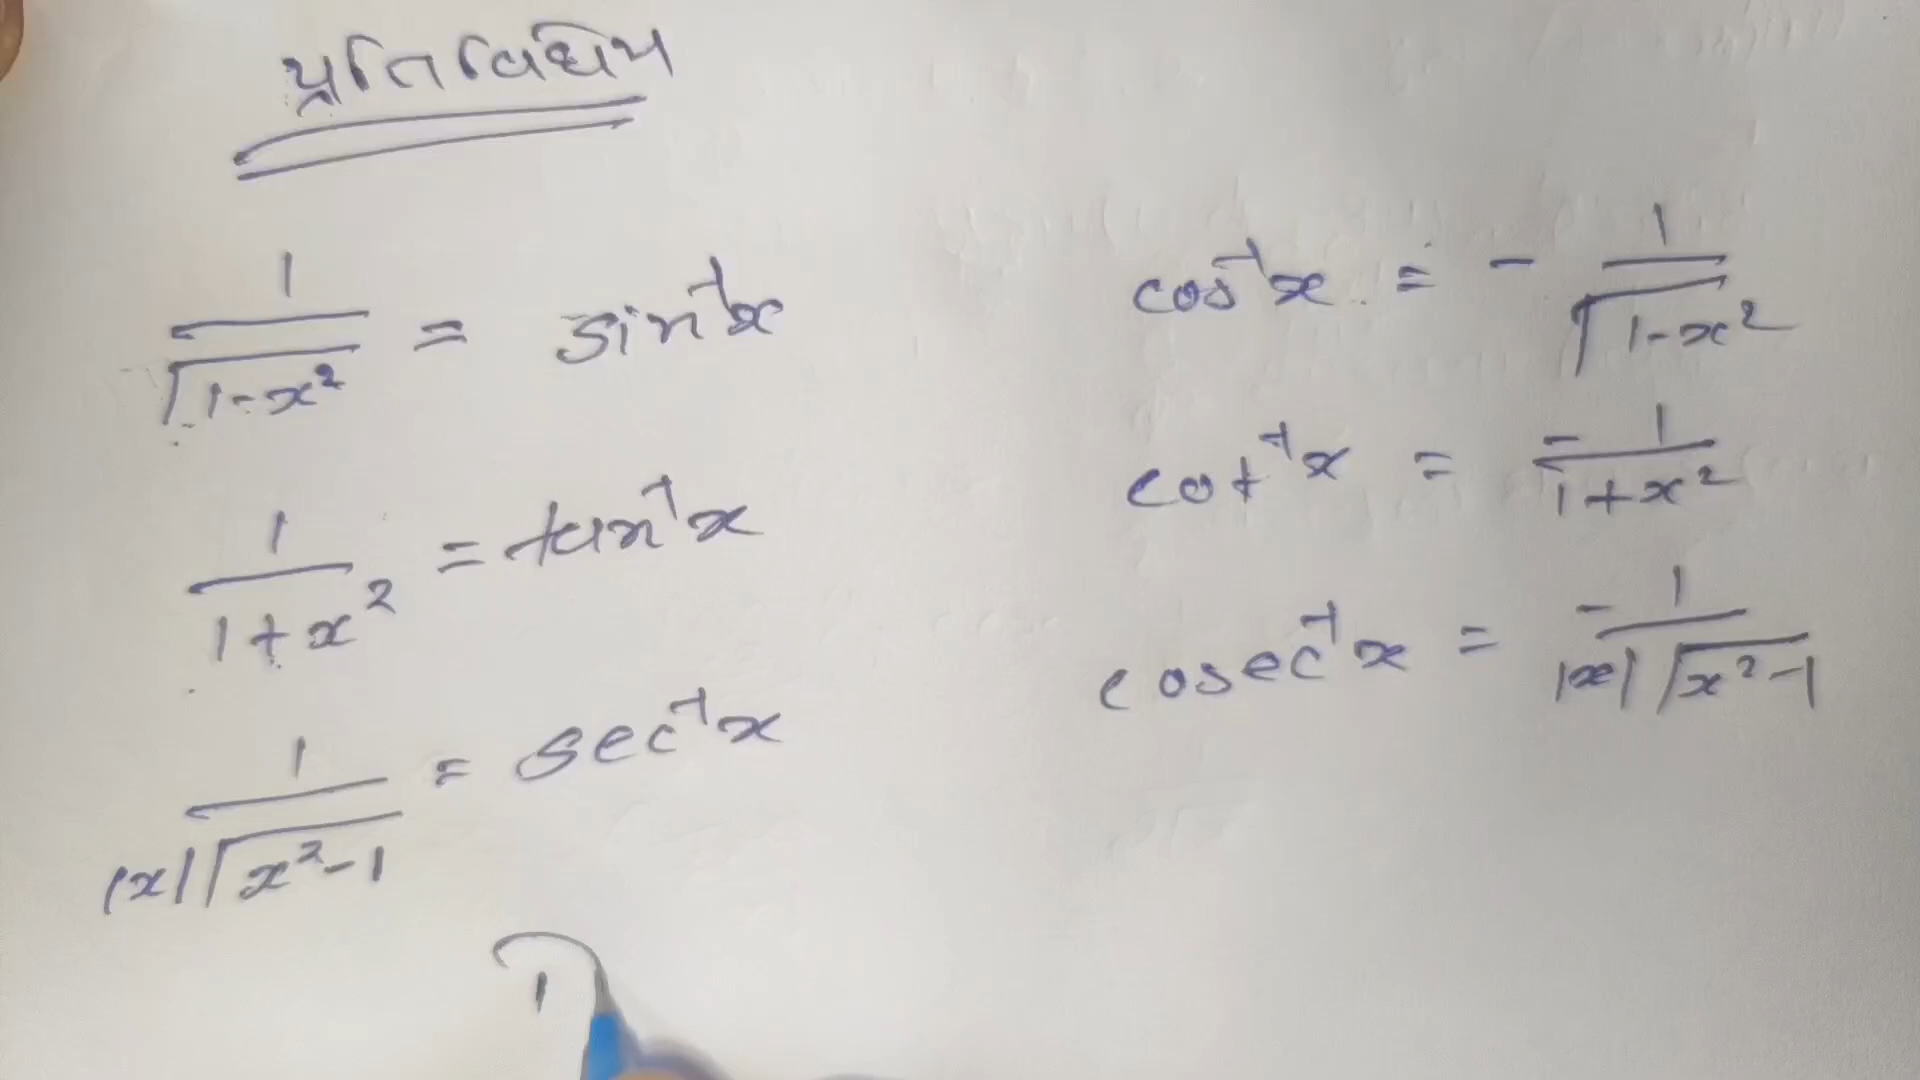 પ્રતિવિધેય
1/√(1-x²) = sin⁻¹x
1/(1+x²) = tan⁻¹x
1/(|x|√(x²-1)) = sec⁻¹x
cos⁻¹x = - 1/√(1-x²)
cot⁻¹x = -1/(1+x²)
cosec⁻¹x = -1/(|x|√(x²-1))